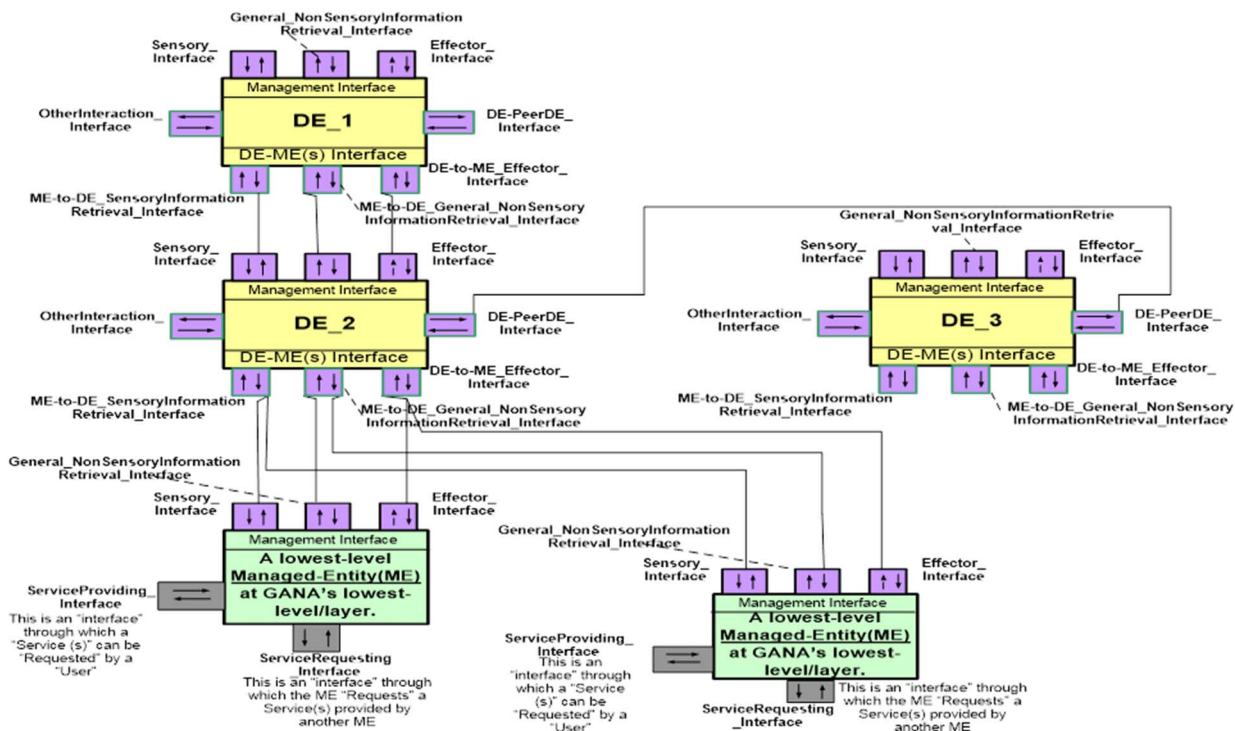 General_NonSensoryInformation
Retrieval_Interface
Sensory_
Interface
Effector_
Interface
Management Interface
OtherInteraction_
Interface
DE_1
DE-PeerDE_
Interface
DE-ME(s) Interface
DE-to-ME_Effector_
Interface
ME-to-DE_SensoryInformation
Retrieval_Interface
ME-to-DE_General_NonSensory
InformationRetrieval_Interface
Sensory_
Interface
Effector_
Interface
Management Interface
OtherInteraction_
Interface
DE_2
DE-PeerDE_
Interface
DE-ME(s) Interface
DE-to-ME_Effector_
Interface
ME-to-DE_SensoryInformation
Retrieval_Interface
ME-to-DE_General_NonSensory
InformationRetrieval_Interface
General_NonSensoryInformationRetrie
val_Interface
Sensory_
Interface
Effector_
Interface
Management Interface
OtherInteraction_
Interface
DE_3
DE-PeerDE_
Interface
DE-ME(s) Interface
DE-to-ME_Effector_
Interface
ME-to-DE_SensoryInformation
Retrieval_Interface
ME-to-DE_General_NonSensory
InformationRetrieval_Interface
General_NonSensoryInformation
Retrieval_Interface
Sensory_
Interface
Effector_
Interface
Management Interface
A lowest-level
Managed-Entity(ME)
at GANA's lowest-
level/layer.
ServiceProviding_
Interface
This is an "interface"
through which a
"Service (s)" can be
"Requested" by a
"User"
ServiceRequesting
_Interface
This is an "interface" through
which the ME "Requests" a
Service(s) provided by
another ME
General_NonSensoryInformation
Retrieval_Interface
Sensory_
Interface
Effector_
Interface
Management Interface
A lowest-level
Managed-Entity(ME)
at GANA's lowest-
level/layer.
ServiceProviding_
Interface
This is an
"interface" through
which a "Service
(s)" can be
"Requested" by a
"User"
ServiceRequesting
_Interface
This is an "interface" through
which the ME "Requests" a
Service(s) provided by
another ME